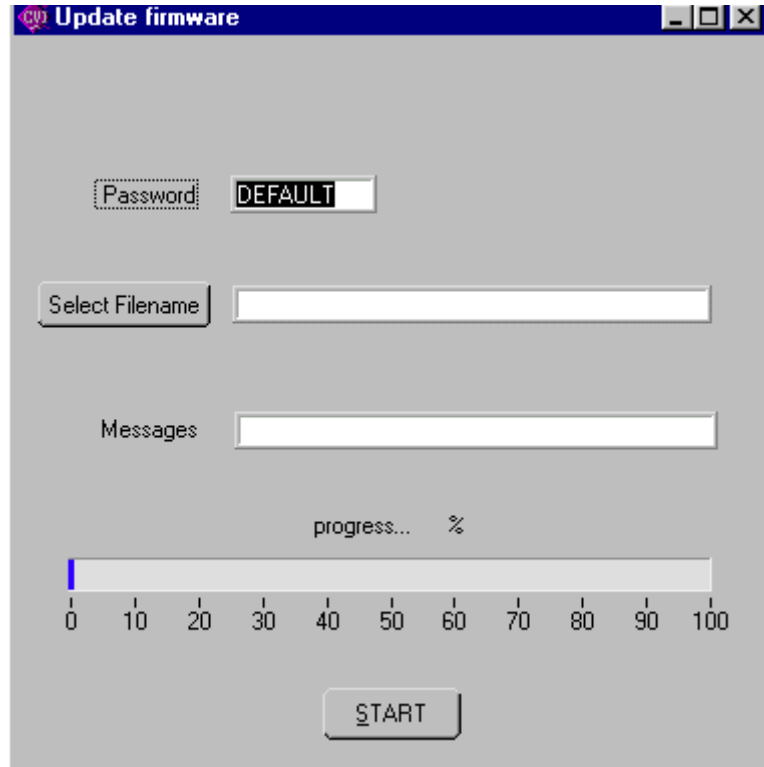 CVI Update firmware
Password DEFAULT
Select Filename
Messages
progress... %
0 10 20 30 40 50 60 70 80 90 100
START